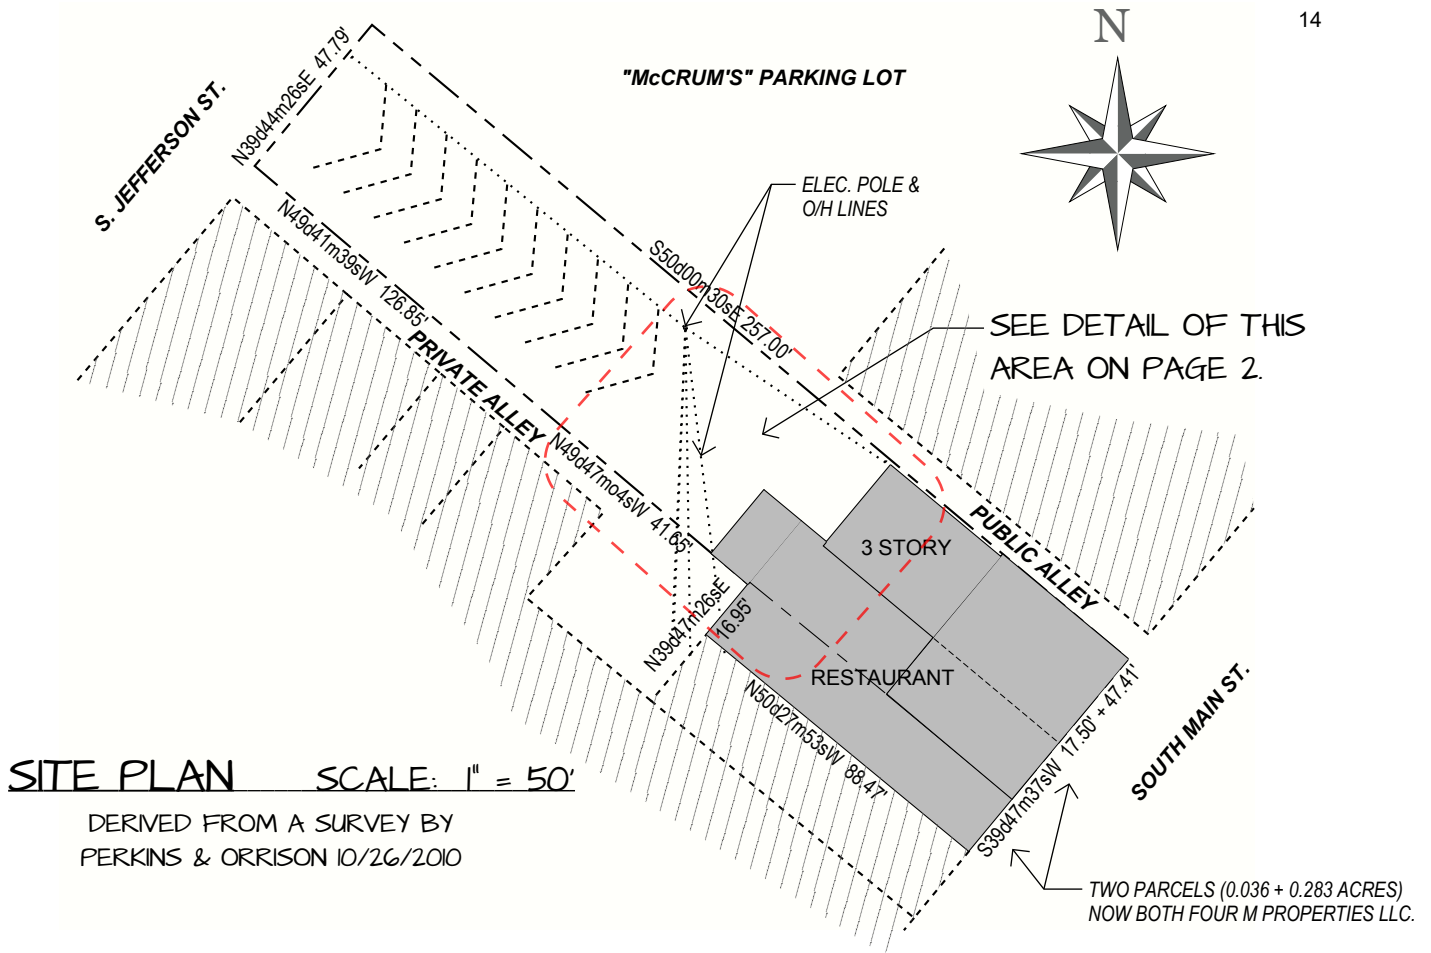 14
N
"McCRUM'S" PARKING LOT
N39d44m26sE 47.79'
S. JEFFERSON ST.
ELEC. POLE &
O/H LINES
N49d41m39sW 126.85'
S50d00m30sE 257.00'
SEE DETAIL OF THIS
AREA ON PAGE 2.
PRIVATE ALLEY
N49d47mo4sW 41.65'
3 STORY
PUBLIC ALLEY
N39d47m26sE
16.95'
RESTAURANT
N50d27m53sW 88.47'
S39d47m37sW 17.50' + 47.41'
SOUTH MAIN ST.
SITE PLAN SCALE: 1" = 50'
DERIVED FROM A SURVEY BY
PERKINS & ORRISON 10/26/2010
TWO PARCELS (0.036 + 0.283 ACRES)
NOW BOTH FOUR M PROPERTIES LLC.